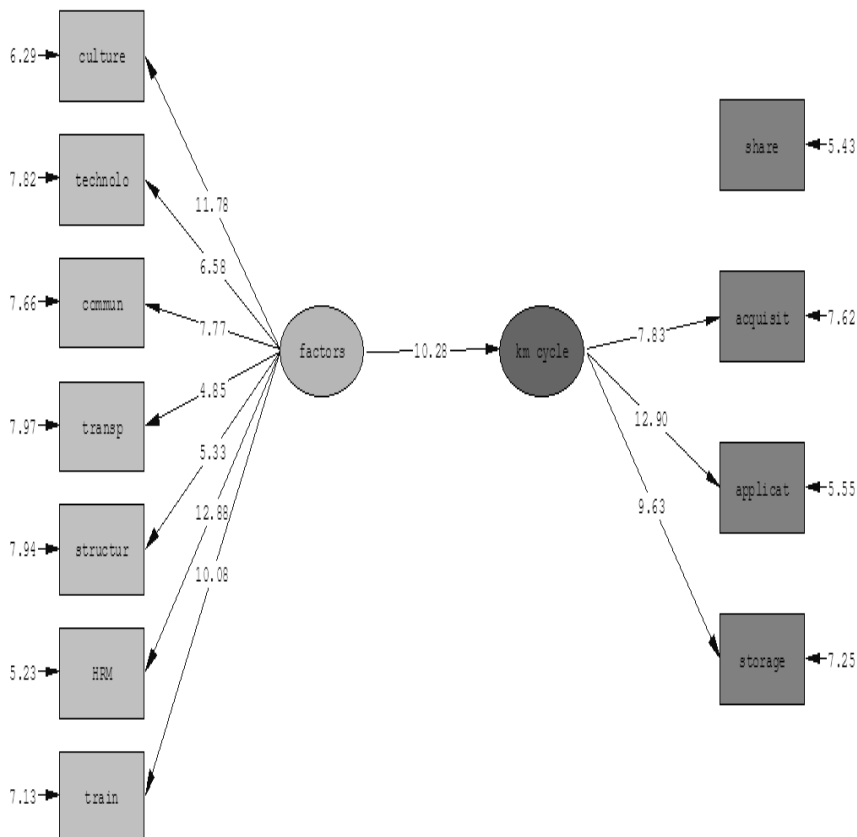 6.29
culture
7.82
technolo
7.66
commun
7.97
transp
7.94
structur
5.23
HRM
7.13
train
11.78
6.58
7.77
4.85
5.33
12.88
10.08
factors
10.28
km cycle
7.83
12.90
9.63
share
5.43
acquisit
7.62
applicat
5.55
storage
7.25